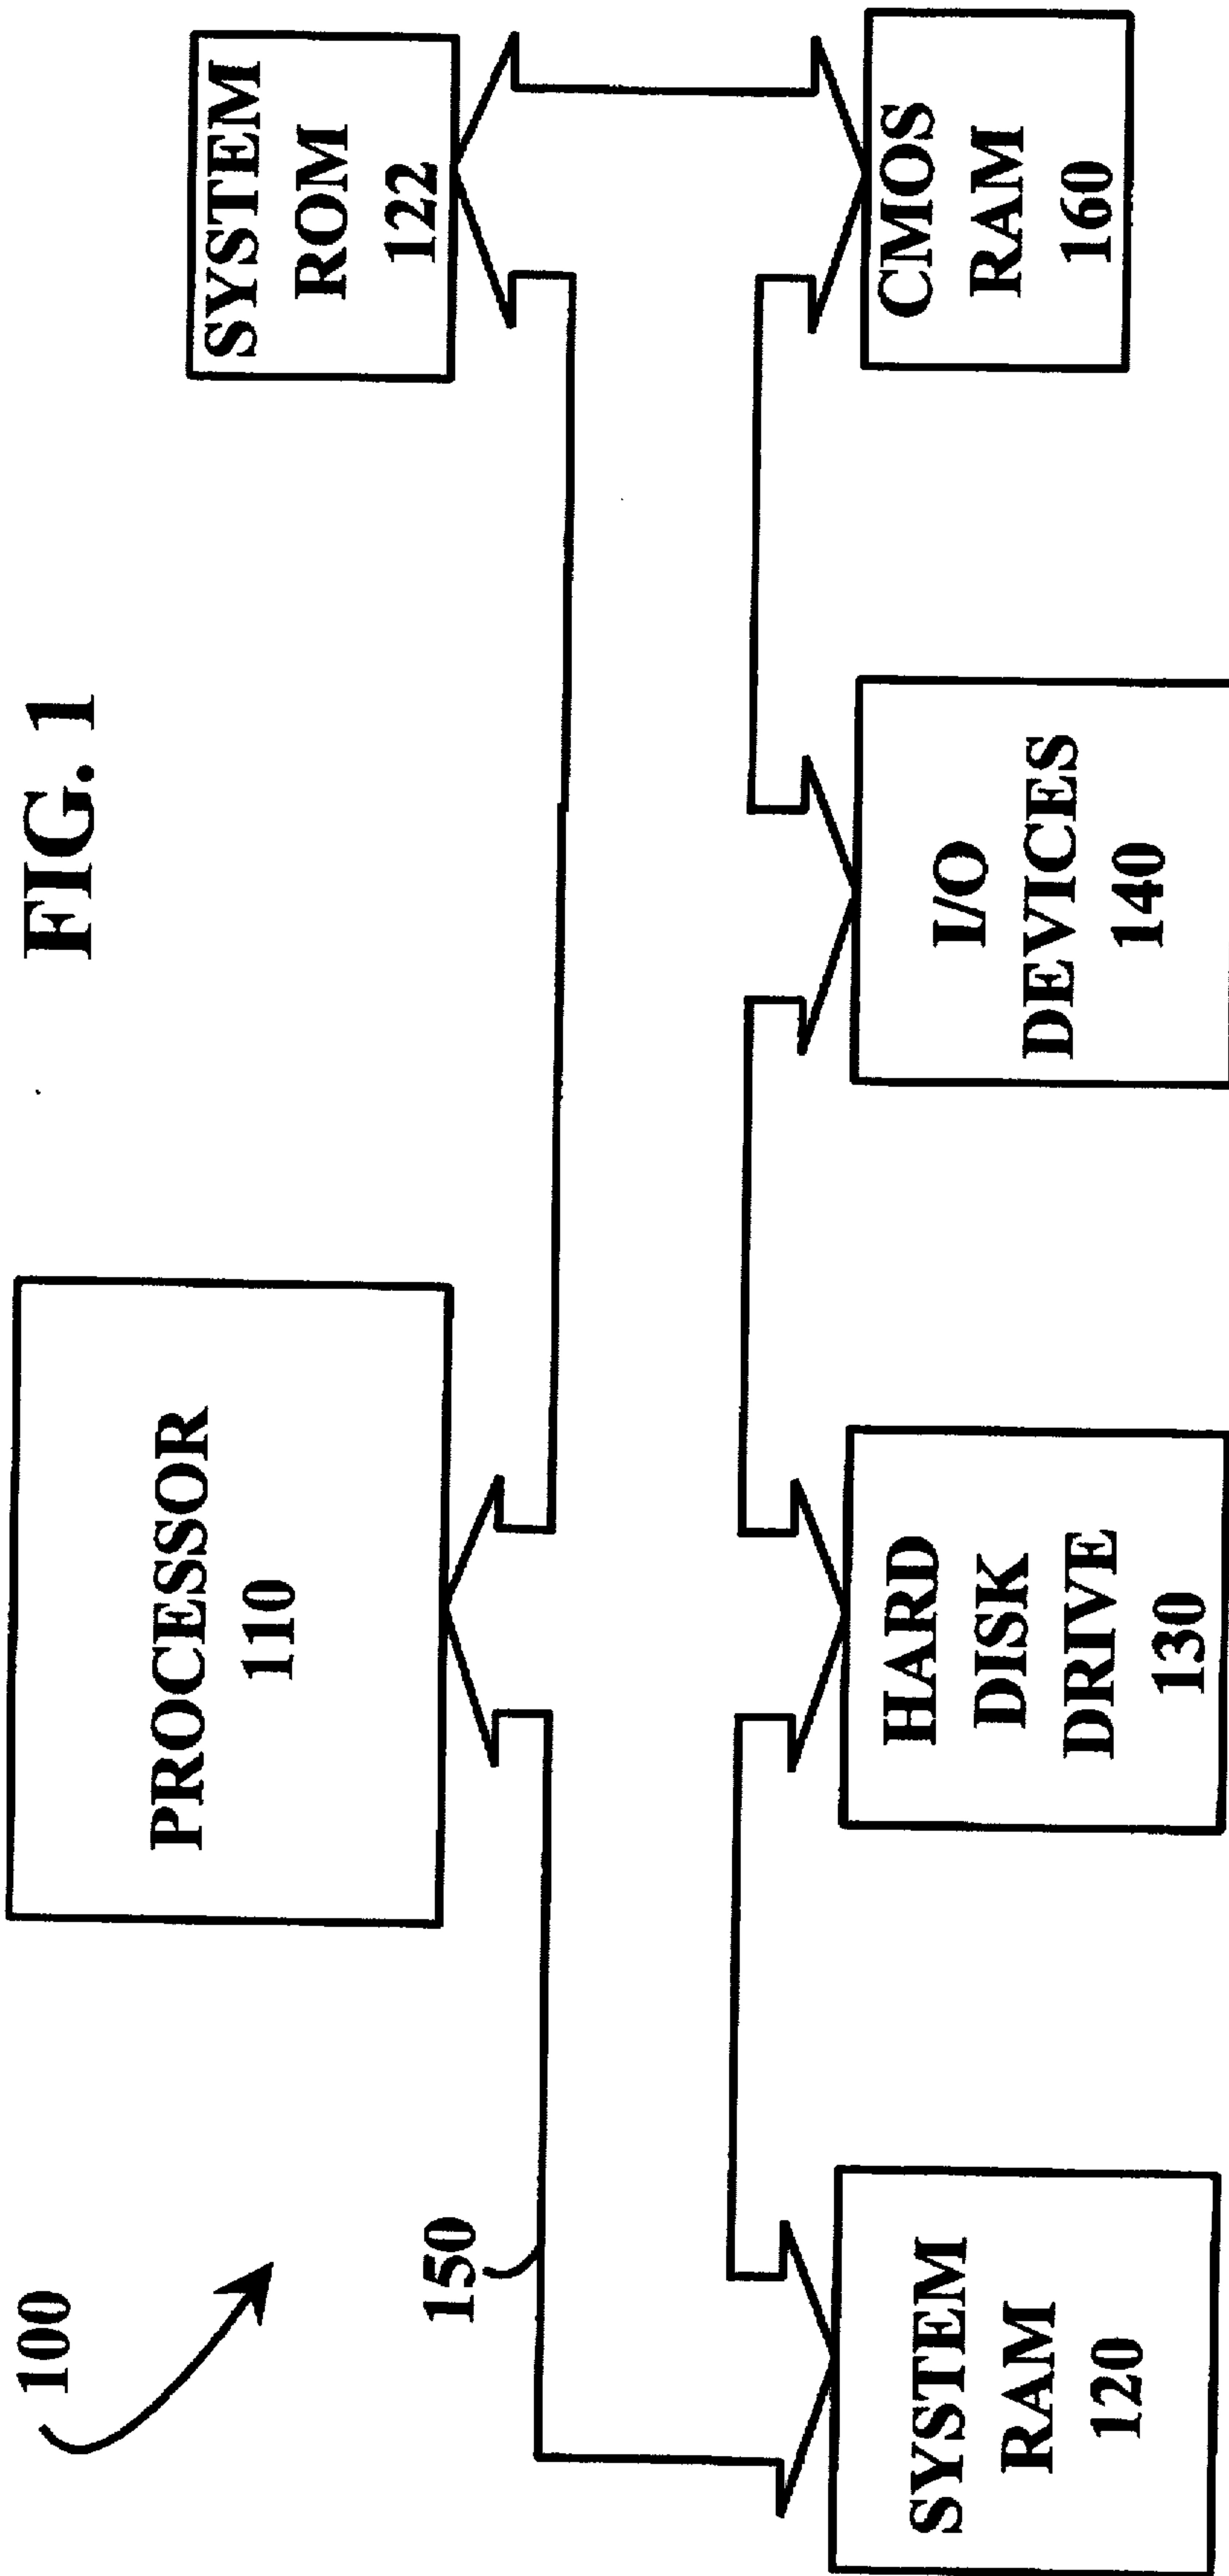 FIG. 1
100
PROCESSOR
110
SYSTEM
ROM
122
150
SYSTEM
RAM
120
HARD
DISK
DRIVE
130
I/O
DEVICES
140
CMOS
RAM
160